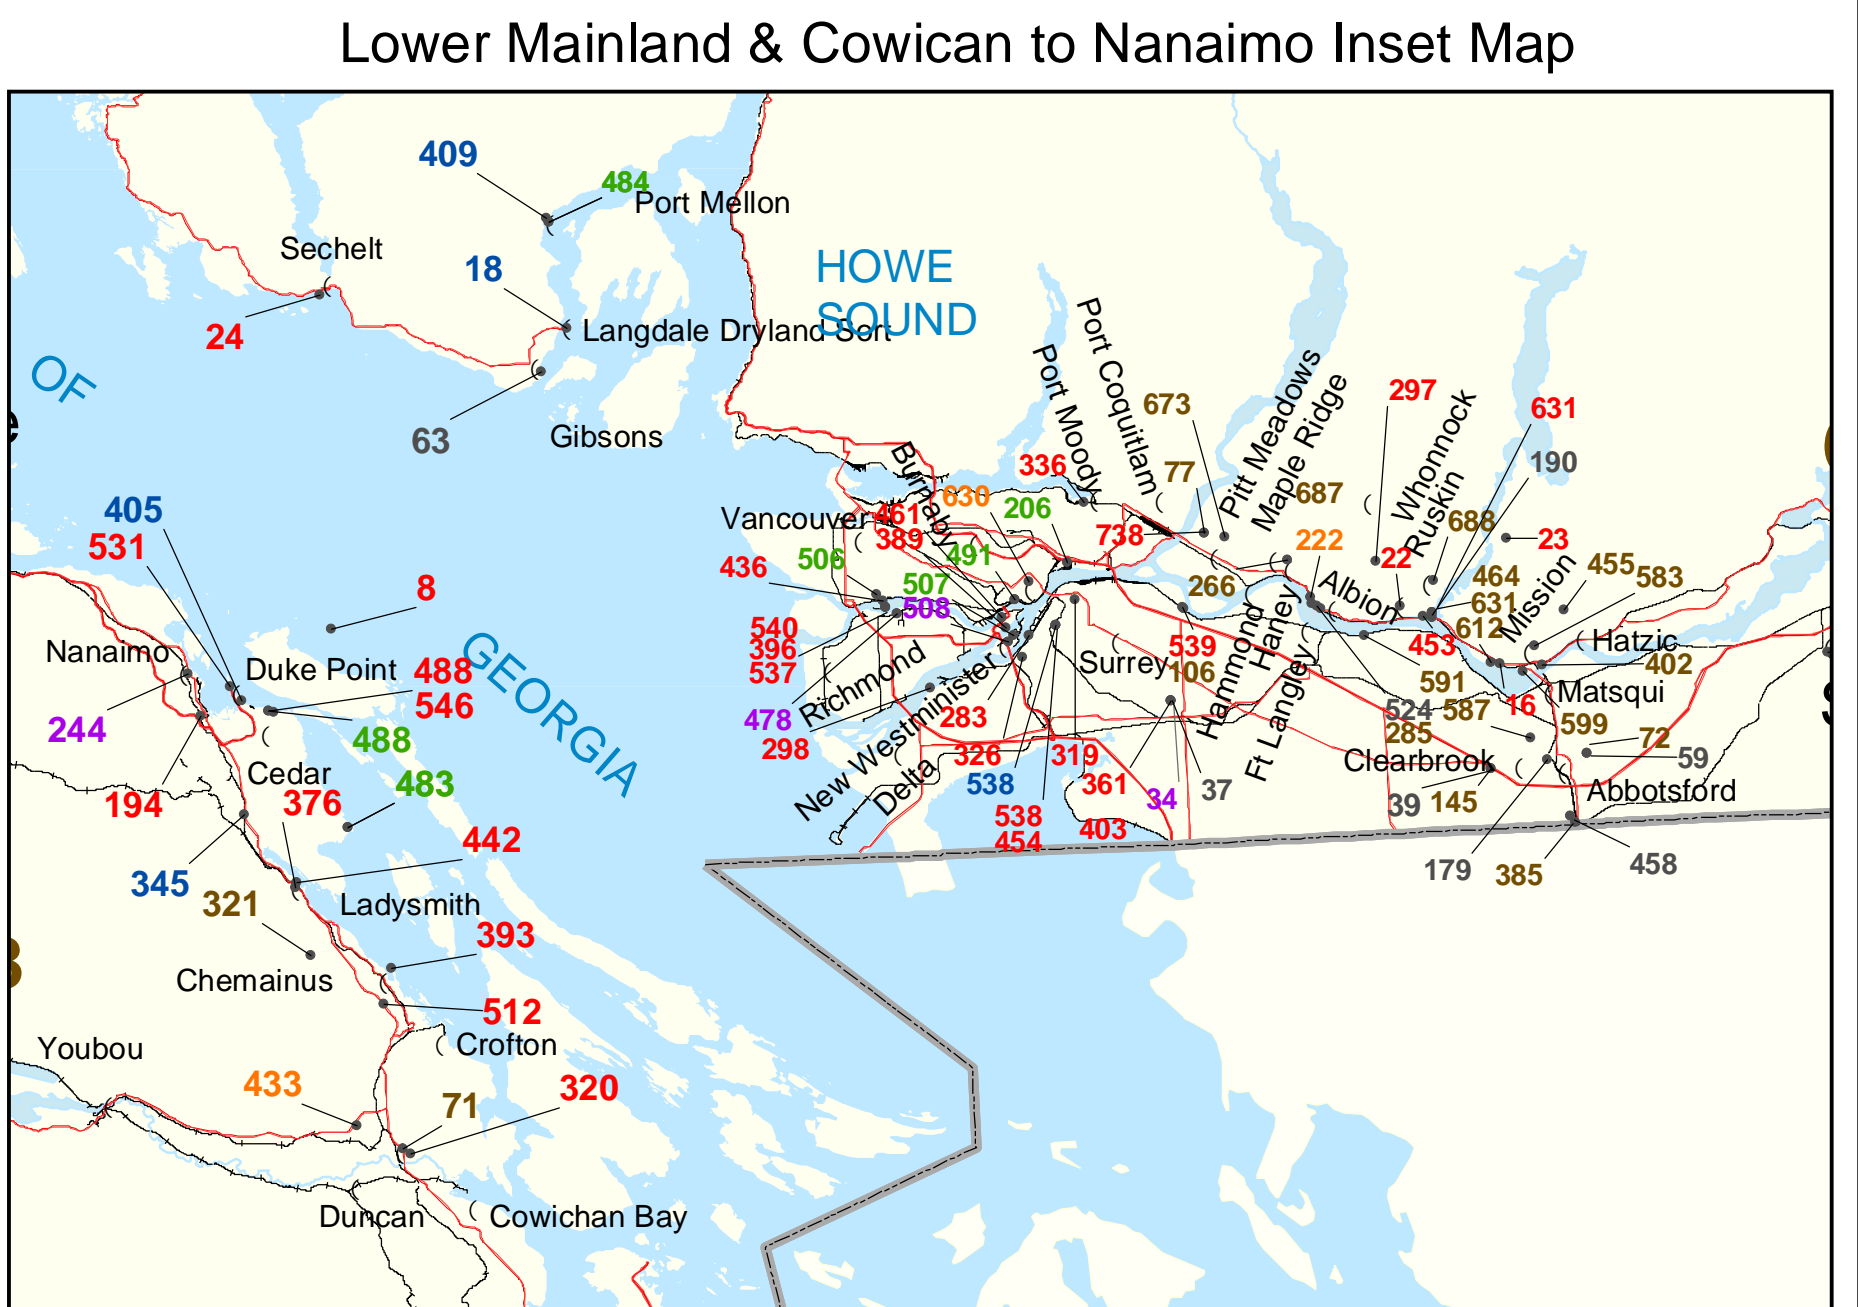 Lower Mainland & Cowican to Nanaimo Inset Map
409
484
Port Mellon
Sechelt
18
HOWE
SOUND
24
Langdale Dryland Sort
OF
63
Gibsons
Port Moody
Port Coquitlam
673
Pitt Meadows
Maple Ridge
297
Whonnock
Ruskin
631
190
336
77
687
688
405
531
8
Vancouver
Burnaby
461
389
630
206
738
222
22
23
436
506
491
507
508
266
Albion
464
631
612
Mission
455
583
540
396
537
Nanaimo
Duke Point
488
546
GEORGIA
Richmond
New Westminister
Surrey
539
106
Hammond
Haney
Ft Langley
453
Hatzic
402
591
Matsqui
244
488
478
298
283
326
319
524
285
587
16
599
72
59
Cedar
483
194
376
Delta
538
361
34
37
Clearbrook
39
145
Abbotsford
538
454
403
442
345
321
Ladysmith
179
385
458
393
Chemainus
512
Youbou
Crofton
433
71
320
Duncan
Cowichan Bay